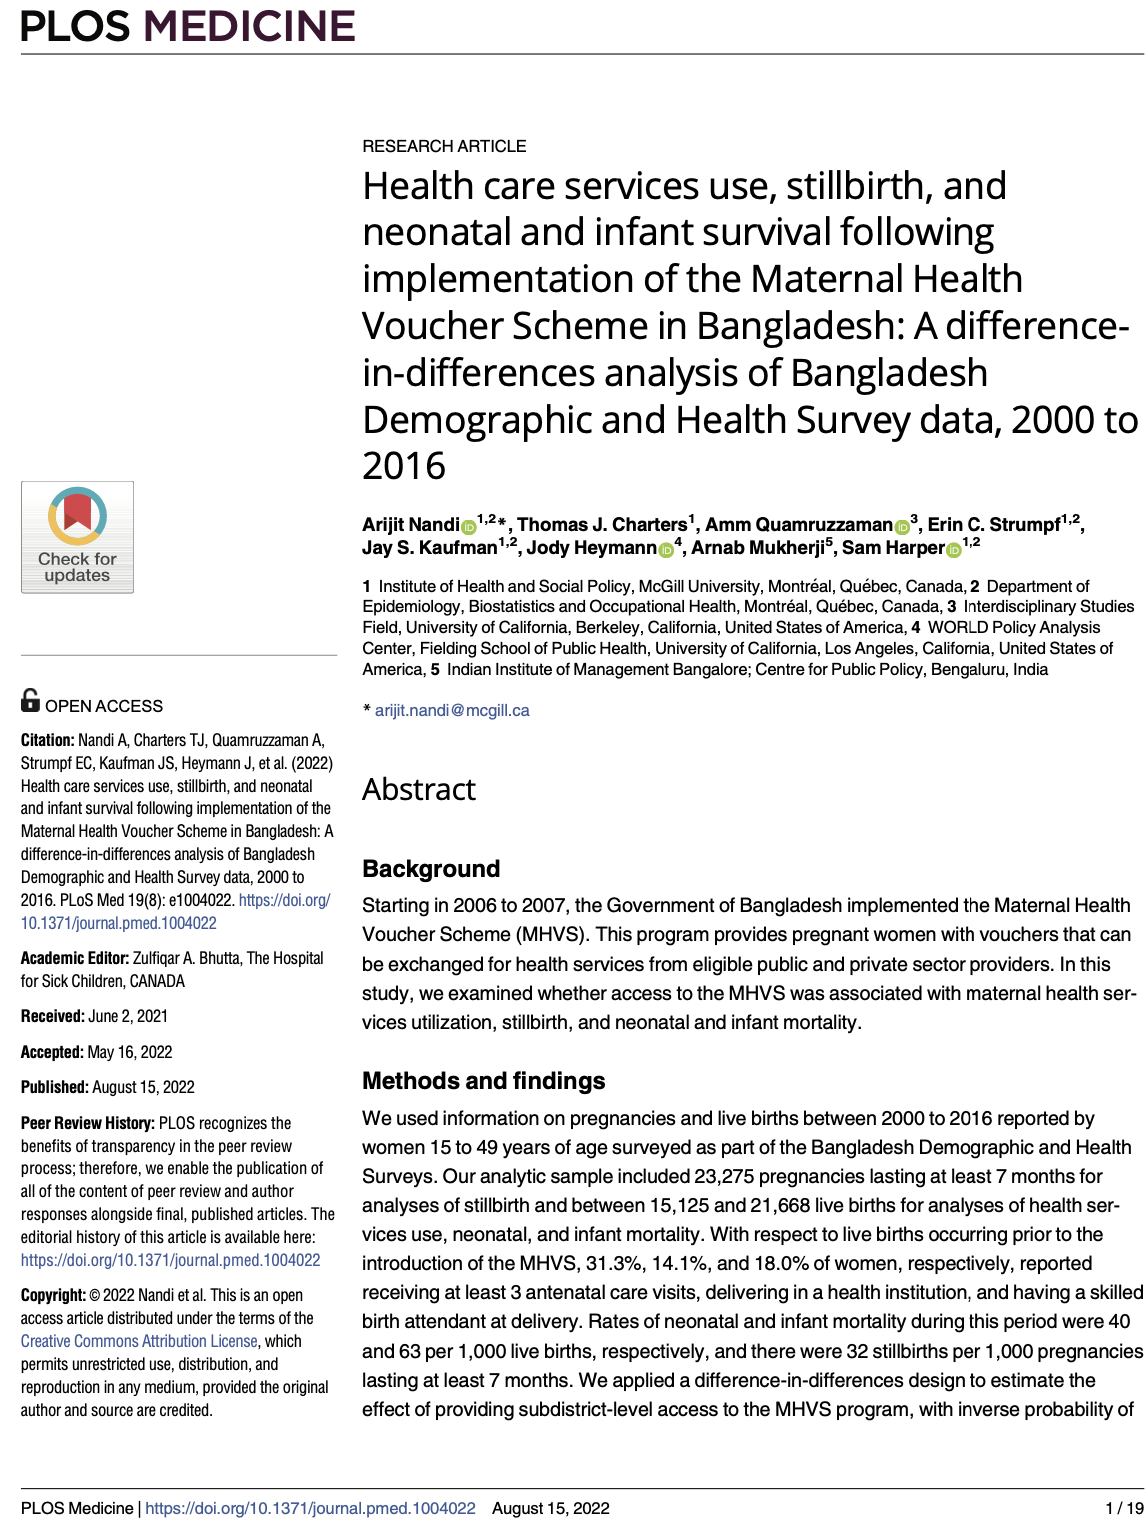 PLOS MEDICINE
RESEARCH ARTICLE
Health care services use, stillbirth, and
neonatal and infant survival following
implementation of the Maternal Health
Voucher Scheme in Bangladesh: A difference-
in-differences analysis of Bangladesh
Demographic and Health Survey data, 2000 to
2016
Arijit Nandi iD 1,2*, Thomas J. Charters1, Amm Quamruzzaman iD 3, Erin C. Strumpf1,2,
Jay S. Kaufman1,2, Jody Heymann iD 4, Arnab Mukherji5, Sam Harper iD 1,2
1 Institute of Health and Social Policy, McGill University, Montréal, Québec, Canada, 2 Department of
Epidemiology, Biostatistics and Occupational Health, Montréal, Québec, Canada, 3 Interdisciplinary Studies
Field, University of California, Berkeley, California, United States of America, 4 WORLD Policy Analysis
Center, Fielding School of Public Health, University of California, Los Angeles, California, United States of
America, 5 Indian Institute of Management Bangalore; Centre for Public Policy, Bengaluru, India
* arijit.nandi@mcgill.ca
Abstract
Background
Starting in 2006 to 2007, the Government of Bangladesh implemented the Maternal Health
Voucher Scheme (MHVS). This program provides pregnant women with vouchers that can
be exchanged for health services from eligible public and private sector providers. In this
study, we examined whether access to the MHVS was associated with maternal health ser-
vices utilization, stillbirth, and neonatal and infant mortality.
Methods and findings
We used information on pregnancies and live births between 2000 to 2016 reported by
women 15 to 49 years of age surveyed as part of the Bangladesh Demographic and Health
Surveys. Our analytic sample included 23,275 pregnancies lasting at least 7 months for
analyses of stillbirth and between 15,125 and 21,668 live births for analyses of health ser-
vices use, neonatal, and infant mortality. With respect to live births occurring prior to the
introduction of the MHVS, 31.3%, 14.1%, and 18.0% of women, respectively, reported
receiving at least 3 antenatal care visits, delivering in a health institution, and having a skilled
birth attendant at delivery. Rates of neonatal and infant mortality during this period were 40
and 63 per 1,000 live births, respectively, and there were 32 stillbirths per 1,000 pregnancies
lasting at least 7 months. We applied a difference-in-differences design to estimate the
effect of providing subdistrict-level access to the MHVS program, with inverse probability of
Check for
updates
OPEN ACCESS
Citation: Nandi A, Charters TJ, Quamruzzaman A,
Strumpf EC, Kaufman JS, Heymann J, et al. (2022)
Health care services use, stillbirth, and neonatal
and infant survival following implementation of the
Maternal Health Voucher Scheme in Bangladesh: A
difference-in-differences analysis of Bangladesh
Demographic and Health Survey data, 2000 to
2016. PLoS Med 19(8): e1004022. https://doi.org/
10.1371/journal.pmed.1004022
Academic Editor: Zulfiqar A. Bhutta, The Hospital
for Sick Children, CANADA
Received: June 2, 2021
Accepted: May 16, 2022
Published: August 15, 2022
Peer Review History: PLOS recognizes the
benefits of transparency in the peer review
process; therefore, we enable the publication of
all of the content of peer review and author
responses alongside final, published articles. The
editorial history of this article is available here:
https://doi.org/10.1371/journal.pmed.1004022
Copyright: © 2022 Nandi et al. This is an open
access article distributed under the terms of the
Creative Commons Attribution License, which
permits unrestricted use, distribution, and
reproduction in any medium, provided the original
author and source are credited.
PLOS Medicine | https://doi.org/10.1371/journal.pmed.1004022 August 15, 2022 1 / 19